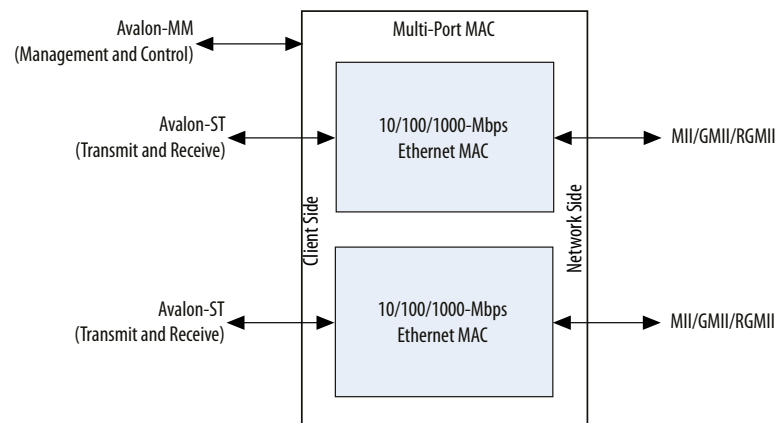 Avalon-MM
(Management and Control)
Multi-Port MAC
Avalon-ST
(Transmit and Receive)
10/100/1000-Mbps
Ethernet MAC
MII/GMII/RGMII
Client Side
Network Side
Avalon-ST
(Transmit and Receive)
10/100/1000-Mbps
Ethernet MAC
MII/GMII/RGMII